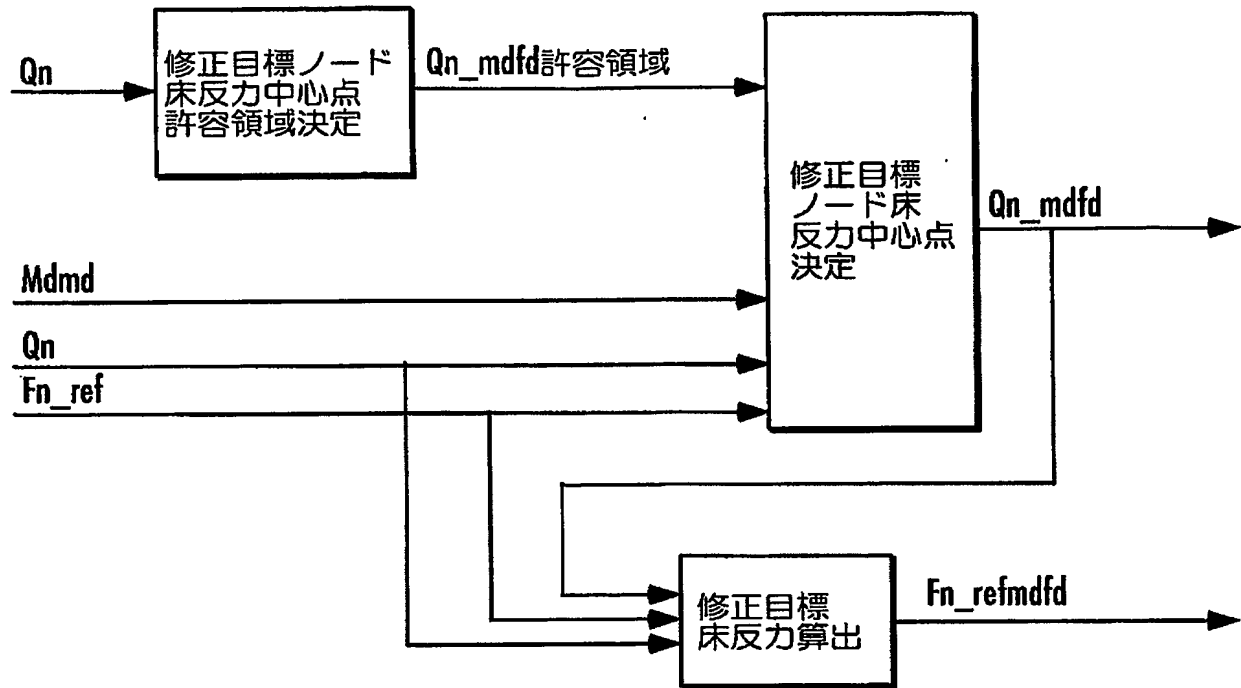 Qn
修正目標ノード
床反力中心点
許容領域決定
Qn_mdfd許容領域
修正目標
ノード床
反力中心点
決定
Qn_mdfd
Mdmd
Qn
Fn_ref
修正目標
床反力算出
Fn_refmdfd